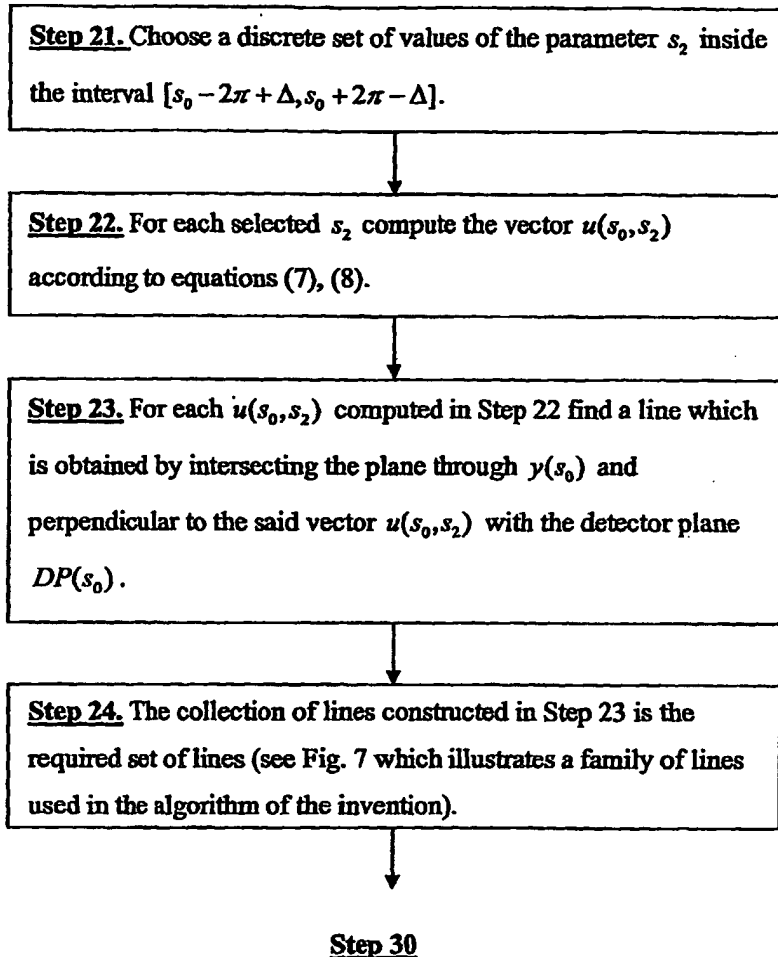 Step 21. Choose a discrete set of values of the parameter s₂ inside
the interval [s₀ − 2π + Δ, s₀ + 2π − Δ].
Step 22. For each selected s₂ compute the vector u(s₀,s₂)
according to equations (7), (8).
Step 23. For each u(s₀,s₂) computed in Step 22 find a line which
is obtained by intersecting the plane through y(s₀) and
perpendicular to the said vector u(s₀,s₂) with the detector plane
DP(s₀).
Step 24. The collection of lines constructed in Step 23 is the
required set of lines (see Fig. 7 which illustrates a family of lines
used in the algorithm of the invention).
Step 30